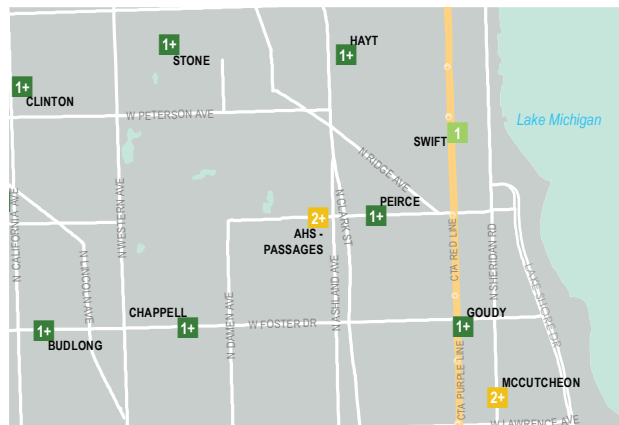 1+
HAYT
1+
STONE
1+
CLINTON
W PETERSON AVE
Lake Michigan
1
SWIFT
N RIDGE AVE
N CALIFORNIA AVE
N WESTERN AVE
N CLARK ST
PEIRCE
1+
2+
AHS -
PASSAGES
LINCOLN AVE
N DAMEN AVE
N ASHLAND AVE
CTA RED LINE
N SHERIDAN RD
LAKE SHORE DR
CHAPPELL
1+
W FOSTER DR
GOUDY
1+
1+
BUDLONG
CTA PURPLE LINE
MCCUTCHEON
2+
W LAWRENCE AVE